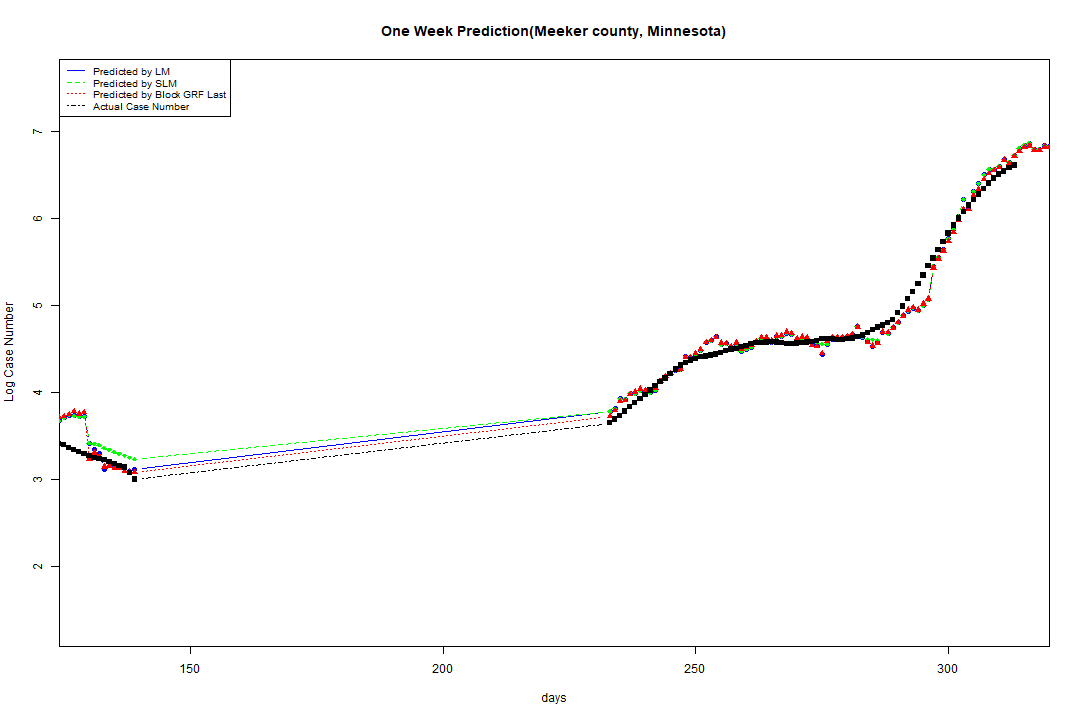 One Week Prediction(Meeker county, Minnesota)
Predicted by LM
Predicted by SLM
Predicted by Block GRF Last
Actual Case Number
7
6
5
4
3
2
Log Case Number
150
200
250
300
days